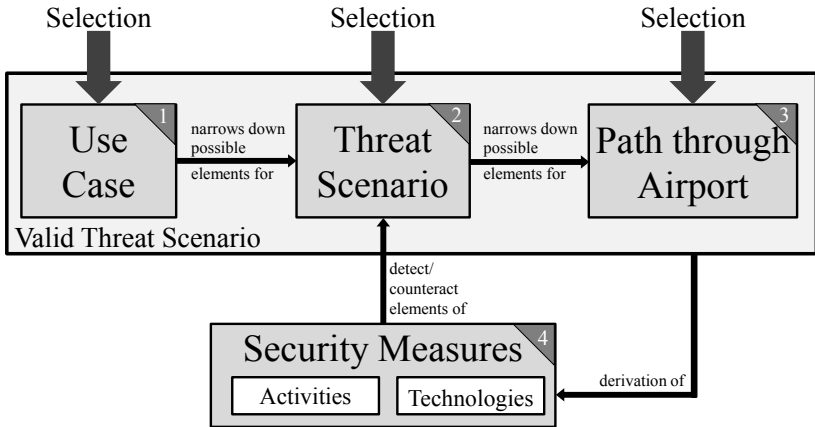 Selection
Selection
Selection
1
Use
Case
narrows down
possible
elements for
2
Threat
Scenario
narrows down
possible
elements for
3
Path through
Airport
Valid Threat Scenario
detect/
counteract
elements of
4
Security Measures
Activities
Technologies
derivation of